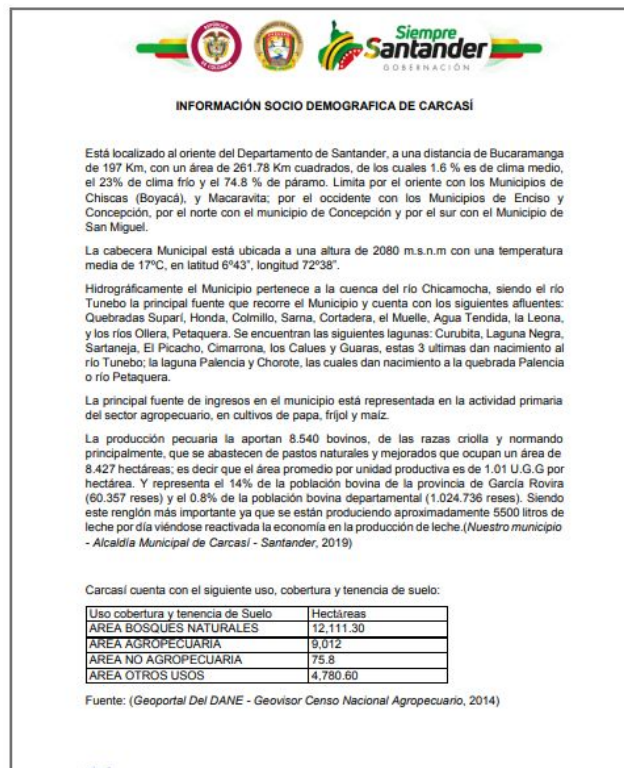 REPÚBLICA
DE COLOMBIA
Siempre
Santander
GOBERNACIÓN
INFORMACIÓN SOCIO DEMOGRAFICA DE CARCASÍ
Está localizado al oriente del Departamento de Santander, a una distancia de Bucaramanga
de 197 Km, con un área de 261.78 Km cuadrados, de los cuales 1.6 % es de clima medio,
el 23% de clima frío y el 74.8 % de páramo. Limita por el oriente con los Municipios de
Chiscas (Boyacá), y Macaravita; por el occidente con los Municipios de Enciso y
Concepción, por el norte con el municipio de Concepción y por el sur con el Municipio de
San Miguel.
La cabecera Municipal está ubicada a una altura de 2080 m.s.n.m con una temperatura
media de 17ºC, en latitud 6º43", longitud 72º38".
Hidrográficamente el Municipio pertenece a la cuenca del río Chicamocha, siendo el río
Tunebo la principal fuente que recorre el Municipio y cuenta con los siguientes afluentes:
Quebradas Suparí, Honda, Colmillo, Sarna, Cortadera, el Muelle, Agua Tendida, la Leona,
y los ríos Ollera, Petaquera. Se encuentran las siguientes lagunas: Curubita, Laguna Negra,
Sartaneja, El Picacho, Cimarrona, los Calues y Guaras, estas 3 ultimas dan nacimiento al
río Tunebo; la laguna Palencia y Chorote, las cuales dan nacimiento a la quebrada Palencia
o río Petaquera.
La principal fuente de ingresos en el municipio está representada en la actividad primaria
del sector agropecuario, en cultivos de papa, fríjol y maíz.
La producción pecuaria la aportan 8.540 bovinos, de las razas criolla y normando
principalmente, que se abastecen de pastos naturales y mejorados que ocupan un área de
8.427 hectáreas; es decir que el área promedio por unidad productiva es de 1.01 U.G.G por
hectárea. Y representa el 14% de la población bovina de la provincia de García Rovira
(60.357 reses) y el 0.8% de la población bovina departamental (1.024.736 reses). Siendo
este renglón más importante ya que se están produciendo aproximadamente 5500 litros de
leche por día viéndose reactivada la economía en la producción de leche.(Nuestro municipio
- Alcaldía Municipal de Carcasí - Santander, 2019)
Carcasí cuenta con el siguiente uso, cobertura y tenencia de suelo:
Uso cobertura y tenencia de Suelo Hectáreas
AREA BOSQUES NATURALES 12,111.30
AREA AGROPECUARIA 9,012
AREA NO AGROPECUARIA 75.8
AREA OTROS USOS 4,780.60
Fuente: (Geoportal Del DANE - Geovisor Censo Nacional Agropecuario, 2014)